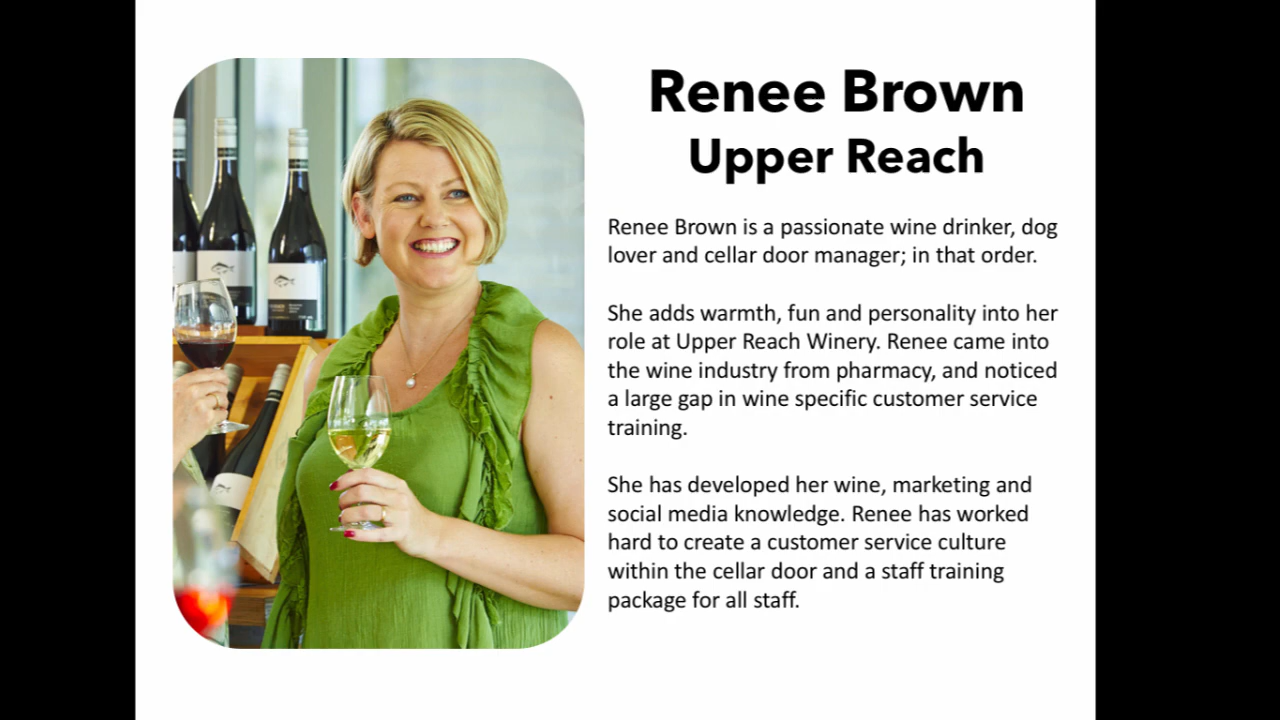 Renee Brown
Upper Reach
Renee Brown is a passionate wine drinker, dog
lover and cellar door manager; in that order.
She adds warmth, fun and personality into her
role at Upper Reach Winery. Renee came into
the wine industry from pharmacy, and noticed
a large gap in wine specific customer service
training.
She has developed her wine, marketing and
social media knowledge. Renee has worked
hard to create a customer service culture
within the cellar door and a staff training
package for all staff.